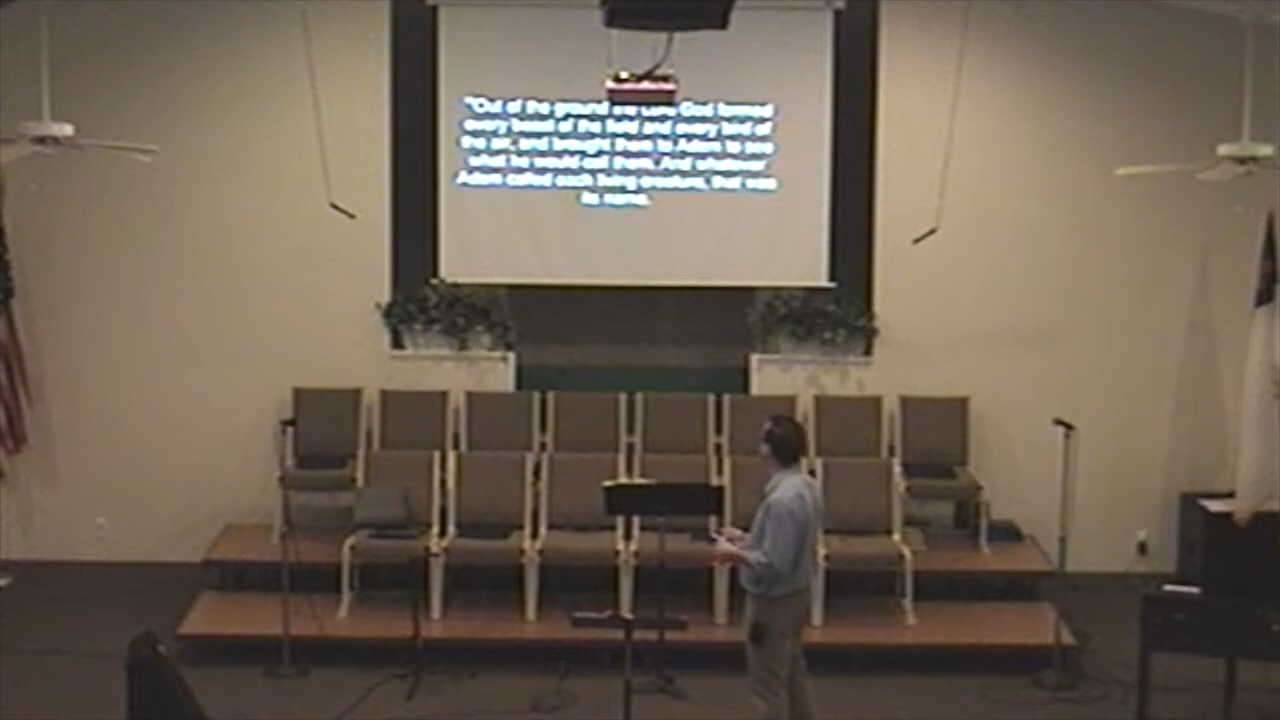 "Out of the ground the LORD God formed
every beast of the field and every bird of
the air, and brought them to Adam to see
what he would call them. And whatever
Adam called each living creature, that was
its name.